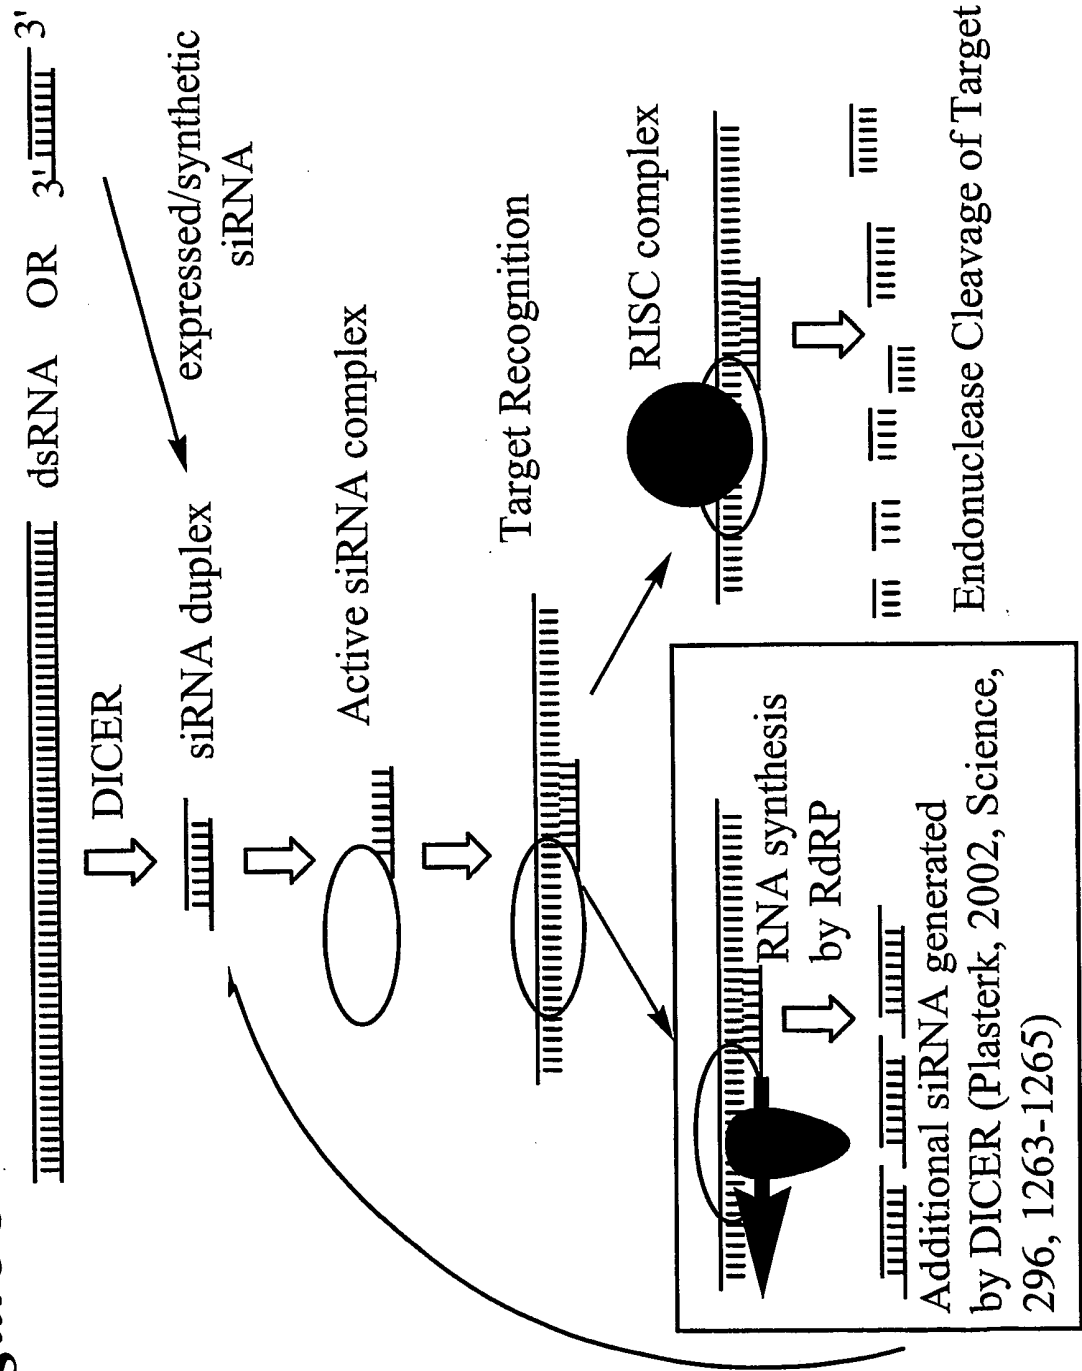 dsRNA OR 3' 3'
DICER
siRNA duplex
expressed/synthetic
siRNA
Active siRNA complex
Target Recognition
RISC complex
RNA synthesis
by RdRP
Additional siRNA generated
by DICER (Plasterk, 2002, Science,
296, 1263-1265)
Endonuclease Cleavage of Target